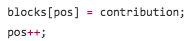 blocks[pos] = contribution;
pos++;